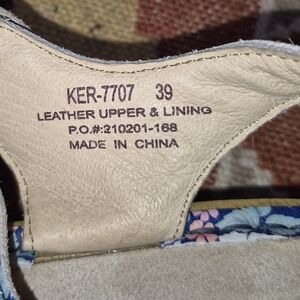 KER-7707 39
LEATHER UPPER & LINING
P.O.#:210201-168
MADE IN CHINA